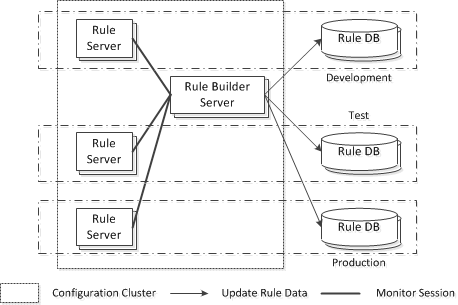 Rule
Server
Rule DB
Development
Rule Builder
Server
Test
Rule
Server
Rule DB
Rule
Server
Rule DB
Production
Configuration Cluster
Update Rule Data
Monitor Session